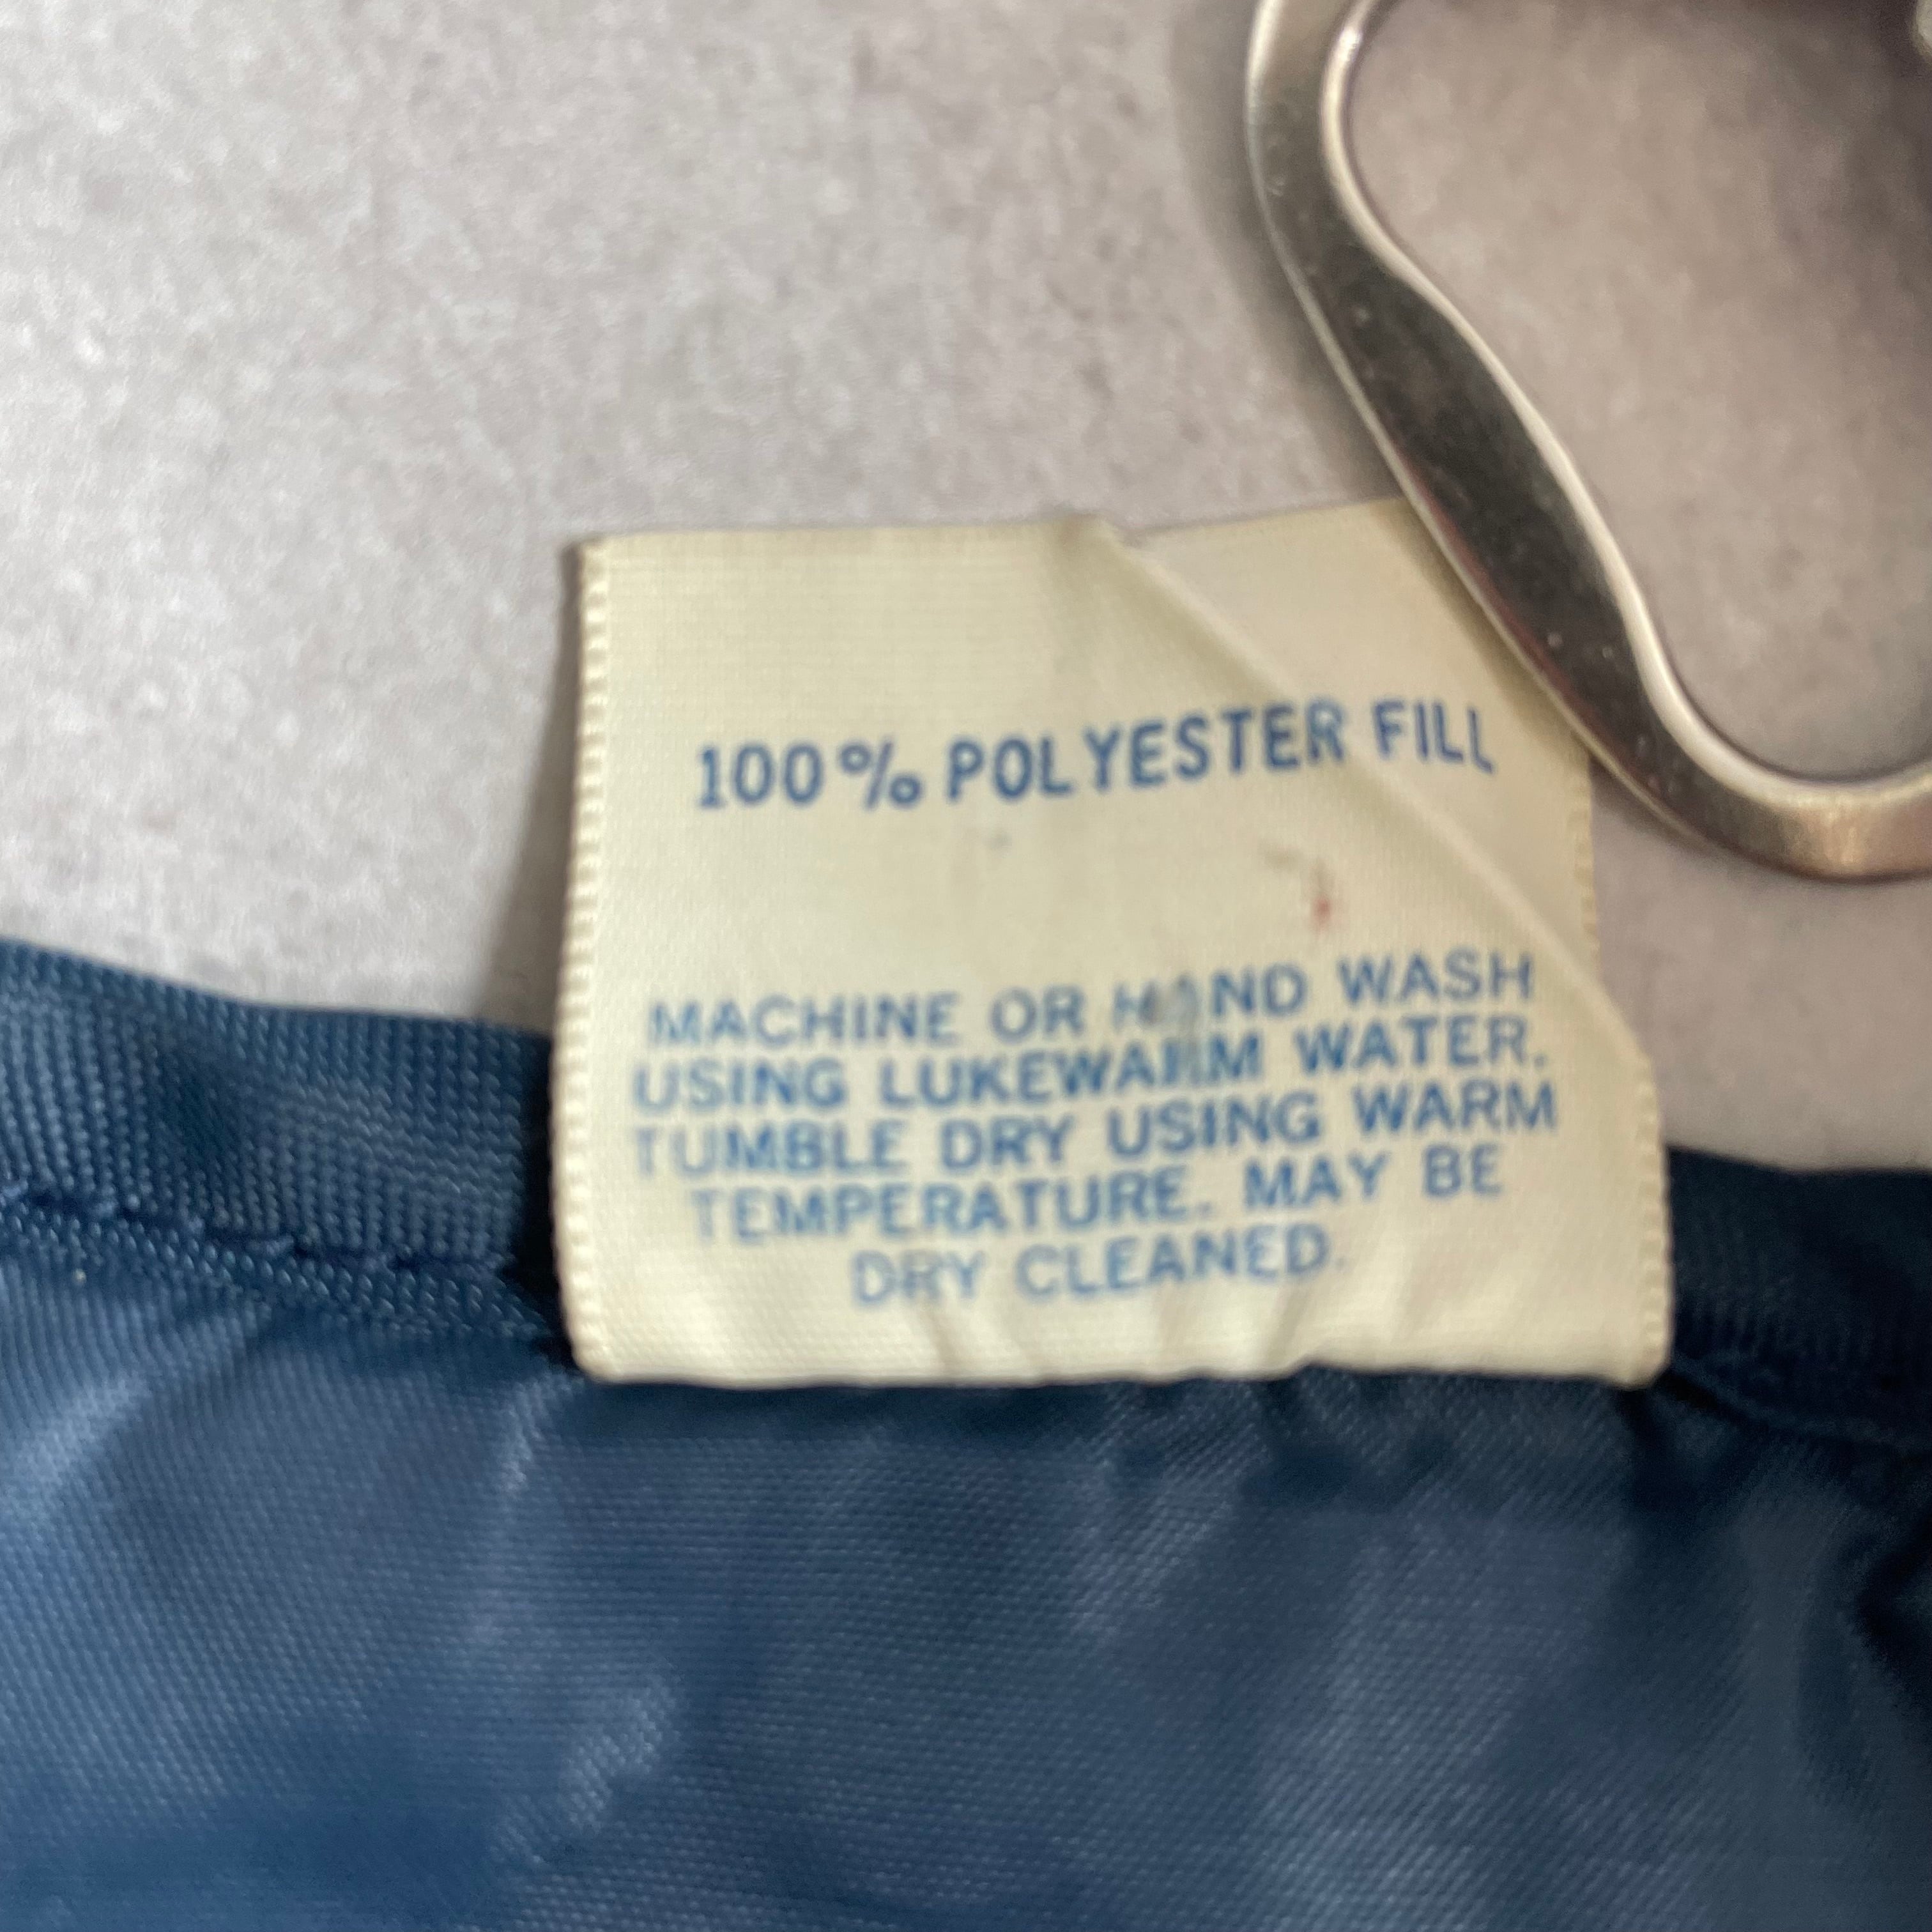 100% POLYESTER FILL
MACHINE OR HAND WASH
USING LUKEWARM WATER.
TUMBLE DRY USING WARM
TEMPERATURE. MAY BE
DRY CLEANED.